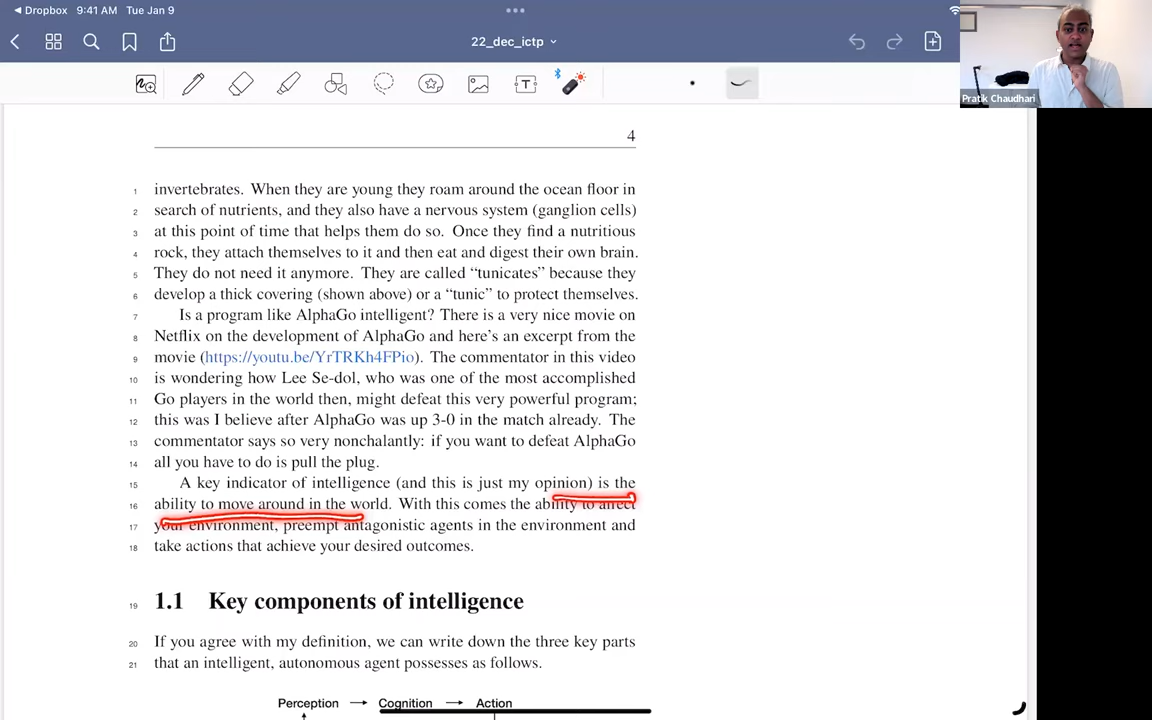 Dropbox 9:41 AM Tue Jan 9
22_dec_ictp
Pratik Chaudhari
4
1 invertebrates. When they are young they roam around the ocean floor in
2 search of nutrients, and they also have a nervous system (ganglion cells)
3 at this point of time that helps them do so. Once they find a nutritious
4 rock, they attach themselves to it and then eat and digest their own brain.
5 They do not need it anymore. They are called “tunicates” because they
6 develop a thick covering (shown above) or a “tunic” to protect themselves.
7 Is a program like AlphaGo intelligent? There is a very nice movie on
8 Netflix on the development of AlphaGo and here’s an excerpt from the
9 movie (https://youtu.be/YrTRKh4FPio). The commentator in this video
10 is wondering how Lee Se-dol, who was one of the most accomplished
11 Go players in the world then, might defeat this very powerful program;
12 this was I believe after AlphaGo was up 3-0 in the match already. The
13 commentator says so very nonchalantly: if you want to defeat AlphaGo
14 all you have to do is pull the plug.
15 A key indicator of intelligence (and this is just my opinion) is the
16 ability to move around in the world. With this comes the ability to affect
17 your environment, preempt antagonistic agents in the environment and
18 take actions that achieve your desired outcomes.
19 1.1 Key components of intelligence
20 If you agree with my definition, we can write down the three key parts
21 that an intelligent, autonomous agent possesses as follows.
Perception → Cognition → Action